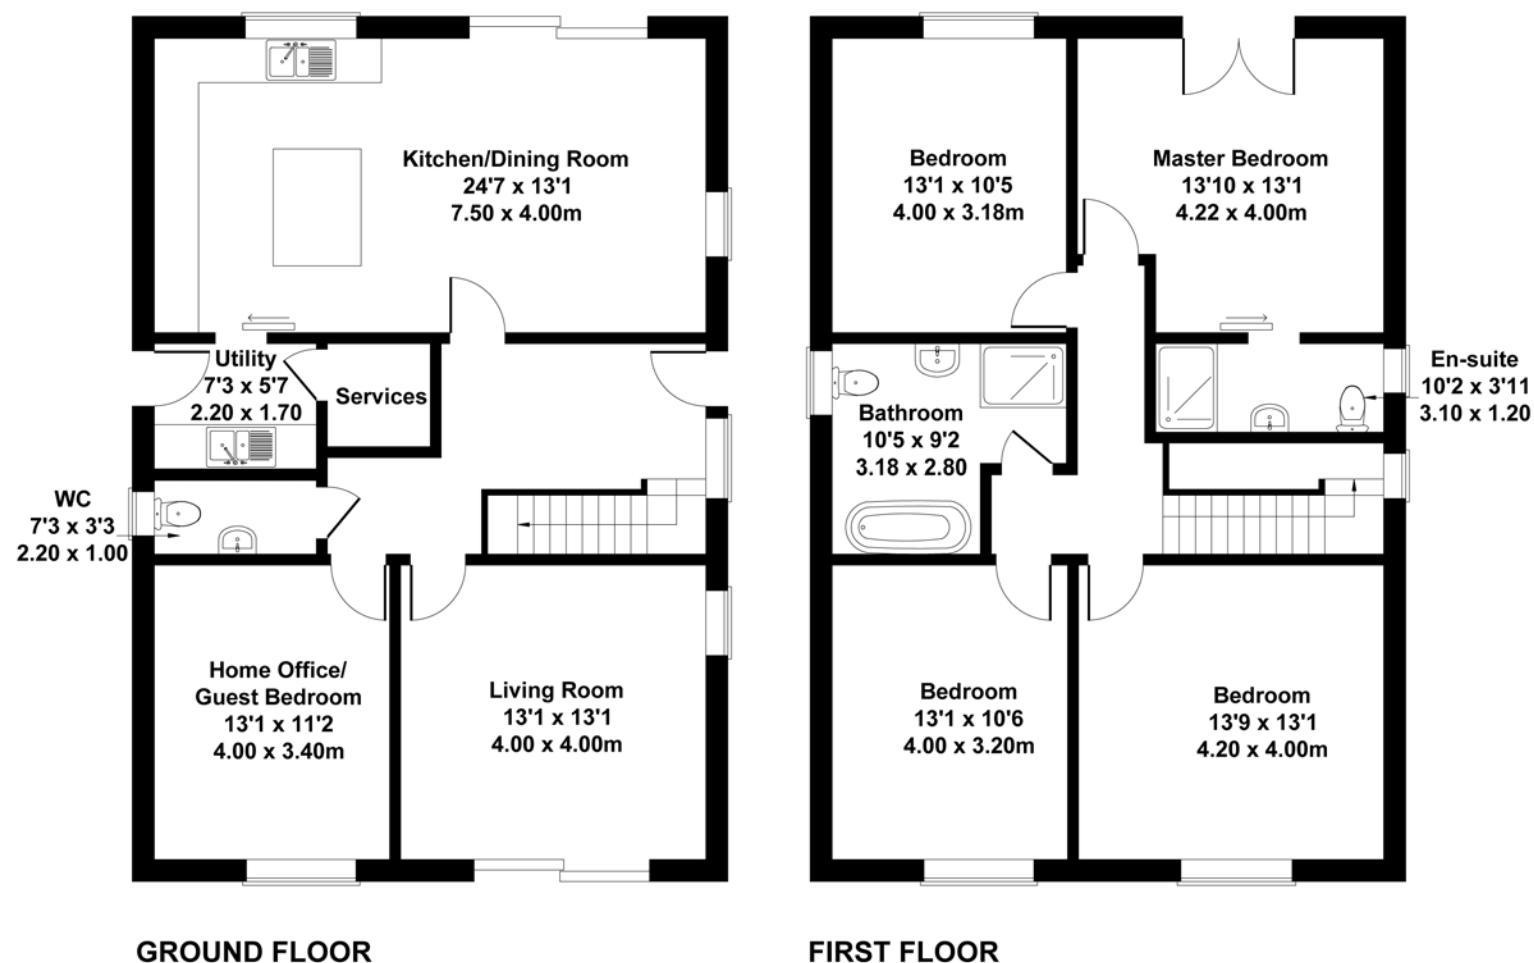 Kitchen/Dining Room
24'7 x 13'1
7.50 x 4.00m
Utility
7'3 x 5'7
2.20 x 1.70
Services
WC
7'3 x 3'3
2.20 x 1.00
Home Office/
Guest Bedroom
13'1 x 11'2
4.00 x 3.40m
Living Room
13'1 x 13'1
4.00 x 4.00m
GROUND FLOOR
Bedroom
13'1 x 10'5
4.00 x 3.18m
Master Bedroom
13'10 x 13'1
4.22 x 4.00m
Bathroom
10'5 x 9'2
3.18 x 2.80
En-suite
10'2 x 3'11
3.10 x 1.20
Bedroom
13'1 x 10'6
4.00 x 3.20m
Bedroom
13'9 x 13'1
4.20 x 4.00m
FIRST FLOOR